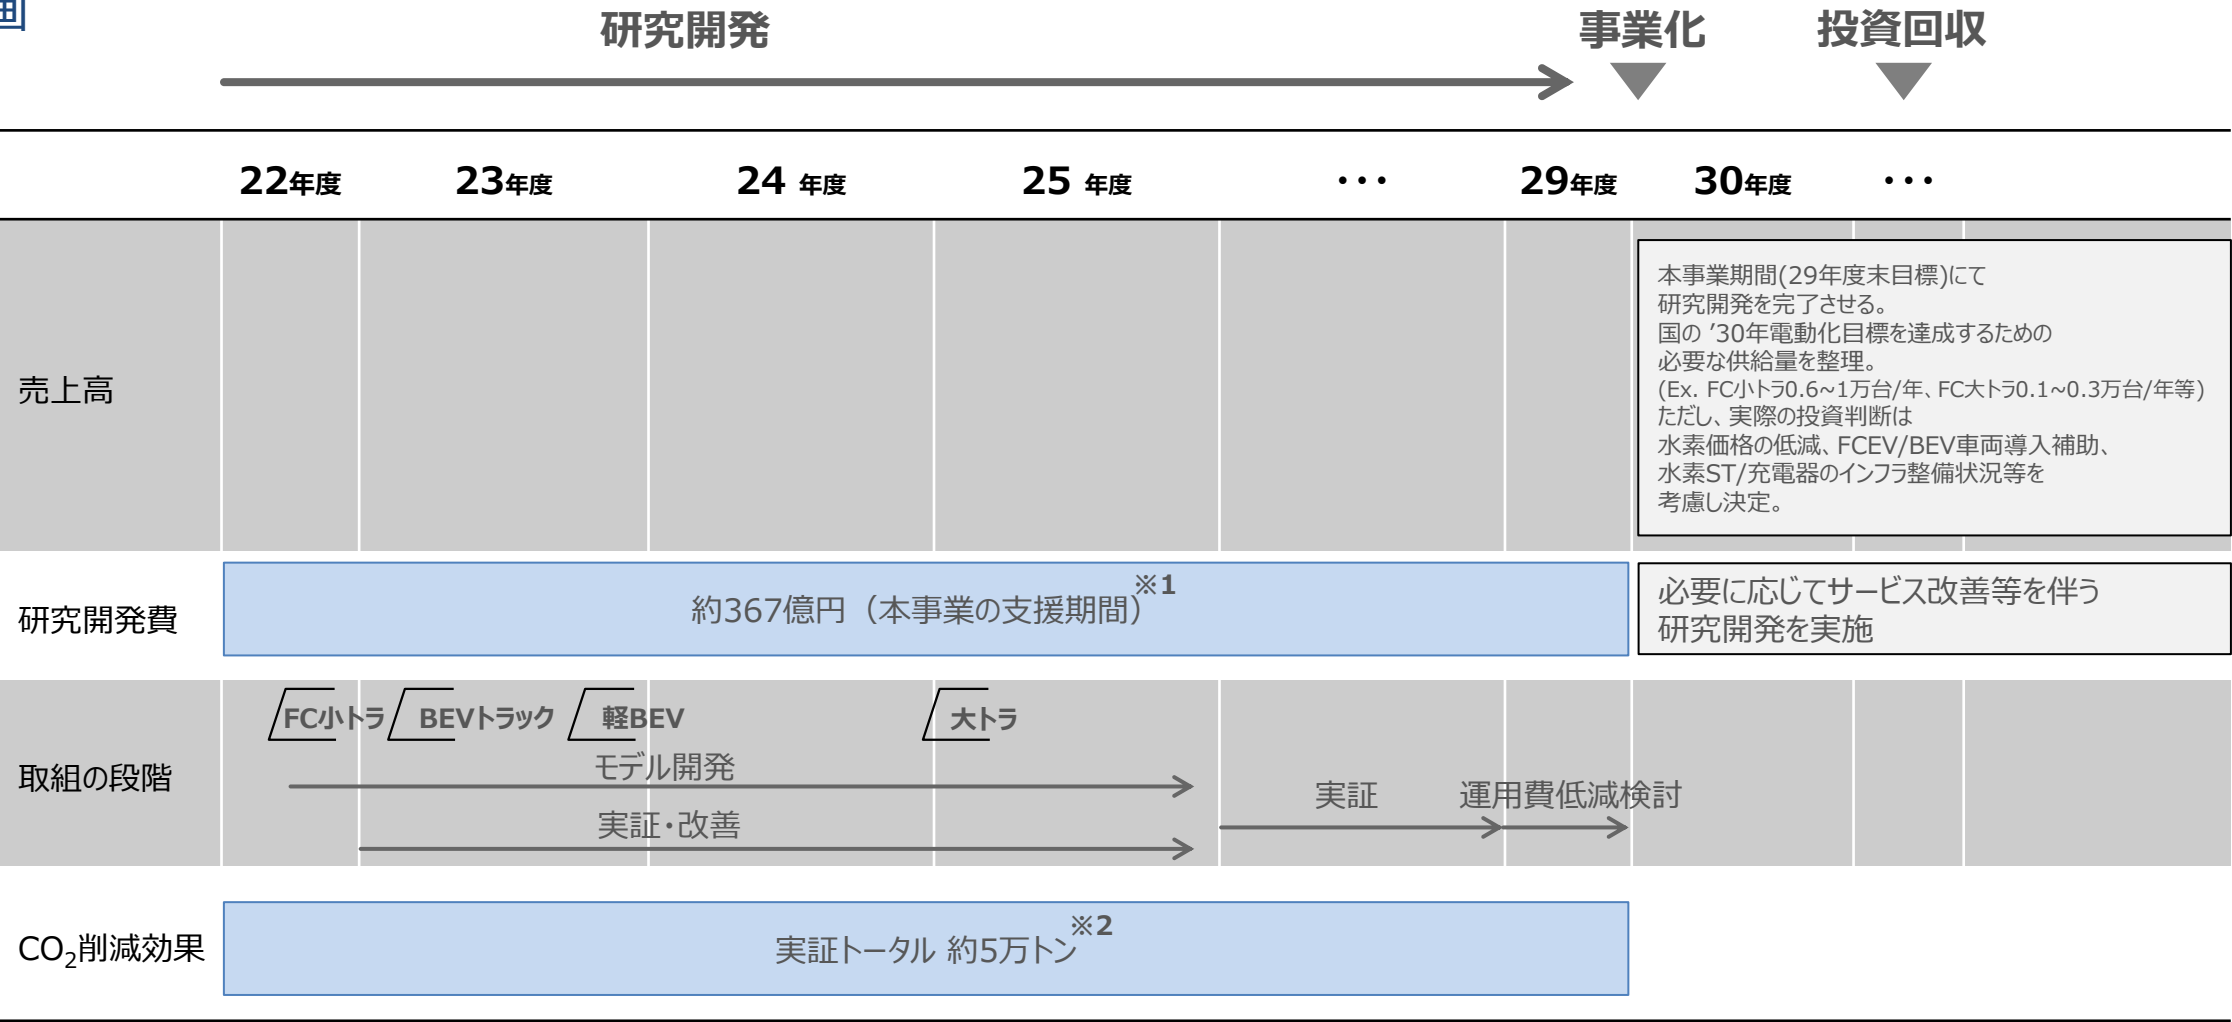 画
研究開発
事業化
投資回収
22年度
23年度
24 年度
25 年度
･･･
29年度
30年度
･･･
売上高
本事業期間(29年度末目標)にて
研究開発を完了させる。
国の ’30年電動化目標を達成するための
必要な供給量を整理。
(Ex. FC小トラ0.6~1万台/年、FC大トラ0.1~0.3万台/年等)
ただし、実際の投資判断は
水素価格の低減、FCEV/BEV車両導入補助、
水素ST/充電器のインフラ整備状況等を
考慮し決定。
研究開発費
約367億円（本事業の支援期間）※1
必要に応じてサービス改善等を伴う
研究開発を実施
取組の段階
FC小トラ
BEVトラック
軽BEV
大トラ
モデル開発
実証・改善
実証
運用費低減検討
CO2削減効果
実証トータル 約5万トン※2